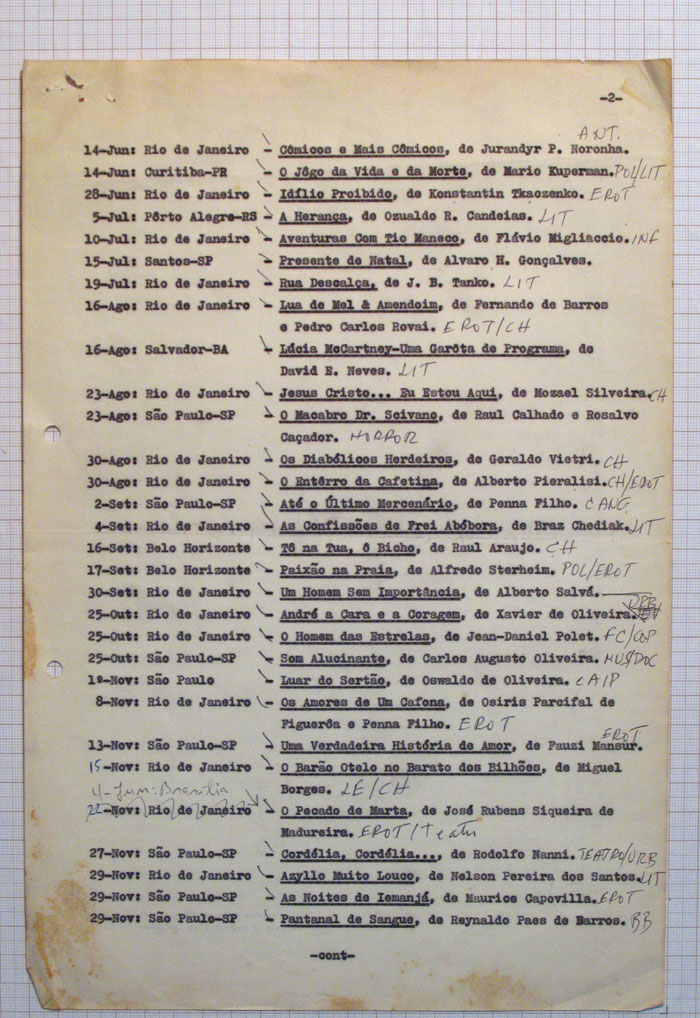 -2-
ANT.
14-Jun: Rio de Janeiro - Cômicos e Mais Cômicos, de Jurandyr P. Noronha.
14-Jun: Curitiba-PR - O Jôgo da Vida e da Morte, de Mario Kuperman. POL/LIT
28-Jun: Rio de Janeiro - Idílio Proibido, de Konstantin Tkaczenko. EROT
5-Jul: Pôrto Alegre-RS - A Herança, de Ozualdo R. Candeias. LIT
10-Jul: Rio de Janeiro - Aventuras Com Tio Maneco, de Flávio Migliaccio. INF
15-Jul: Santos-SP - Presente de Natal, de Alvaro H. Gonçalves.
19-Jul: Rio de Janeiro - Rua Descalça, de J. B. Tanko. LIT
16-Ago: Rio de Janeiro - Lua de Mel & Amendoim, de Fernando de Barros
e Pedro Carlos Rovai. EROT/CH
16-Ago: Salvador-BA - Lúcia McCartney-Uma Garôta de Programa, de
David E. Neves. LIT
23-Ago: Rio de Janeiro - Jesus Cristo... Eu Estou Aqui, de Mozael Silveira. CH
23-Ago: São Paulo-SP - O Macabro Dr. Scivano, de Raul Calhado e Rosalvo
Caçador. HORROR
30-Ago: Rio de Janeiro - Os Diabólicos Herdeiros, de Geraldo Vietri. CH
30-Ago: Rio de Janeiro - O Entêrro da Cafetina, de Alberto Pieralisi. CH/EROT
2-Set: São Paulo-SP - Até o Último Mercenário, de Penna Filho. CANG
4-Set: Rio de Janeiro - As Confissões de Frei Abóbora, de Braz Chediak. LIT
16-Set: Belo Horizonte - Tô na Tua, ô Bicho, de Raul Araujo. CH
17-Set: Belo Horizonte - Paixão na Praia, de Alfredo Sterheim. POL/EROT
30-Set: Rio de Janeiro - Um Homem Sem Importância, de Alberto Salvá.
URB
25-Out: Rio de Janeiro - André a Cara e a Coragem, de Xavier de Oliveira.
25-Out: Rio de Janeiro - O Homem das Estrelas, de Jean-Daniel Polet. FC/COP
25-Out: São Paulo-SP - Som Alucinante, de Carlos Augusto Oliveira. MUS/DOC
1º-Nov: São Paulo - Luar do Sertão, de Oswaldo de Oliveira. CAIP
8-Nov: Rio de Janeiro - Os Amores de Um Cafona, de Osiris Parcifal de
Figuerôa e Penna Filho. EROT
EROT
13-Nov: São Paulo-SP - Uma Verdadeira História de Amor, de Fauzi Mansur.
15-Nov: Rio de Janeiro - O Barão Otelo no Barato dos Bilhões, de Miguel
Borges. LE/CH
4-Jun: Brasília
22-Nov: Rio de Janeiro - O Pecado de Marta, de José Rubens Siqueira de
Madureira. EROT/Teatr
27-Nov: São Paulo-SP - Cordélia, Cordélia..., de Rodolfo Nanni. TEATRO/URB
29-Nov: Rio de Janeiro - Azyllo Muito Louco, de Nelson Pereira dos Santos. LIT
29-Nov: São Paulo-SP - As Noites de Iemanjá, de Maurice Capovilla. EROT
29-Nov: São Paulo-SP - Pantanal de Sangue, de Reynaldo Paes de Barros. BB
-cont-